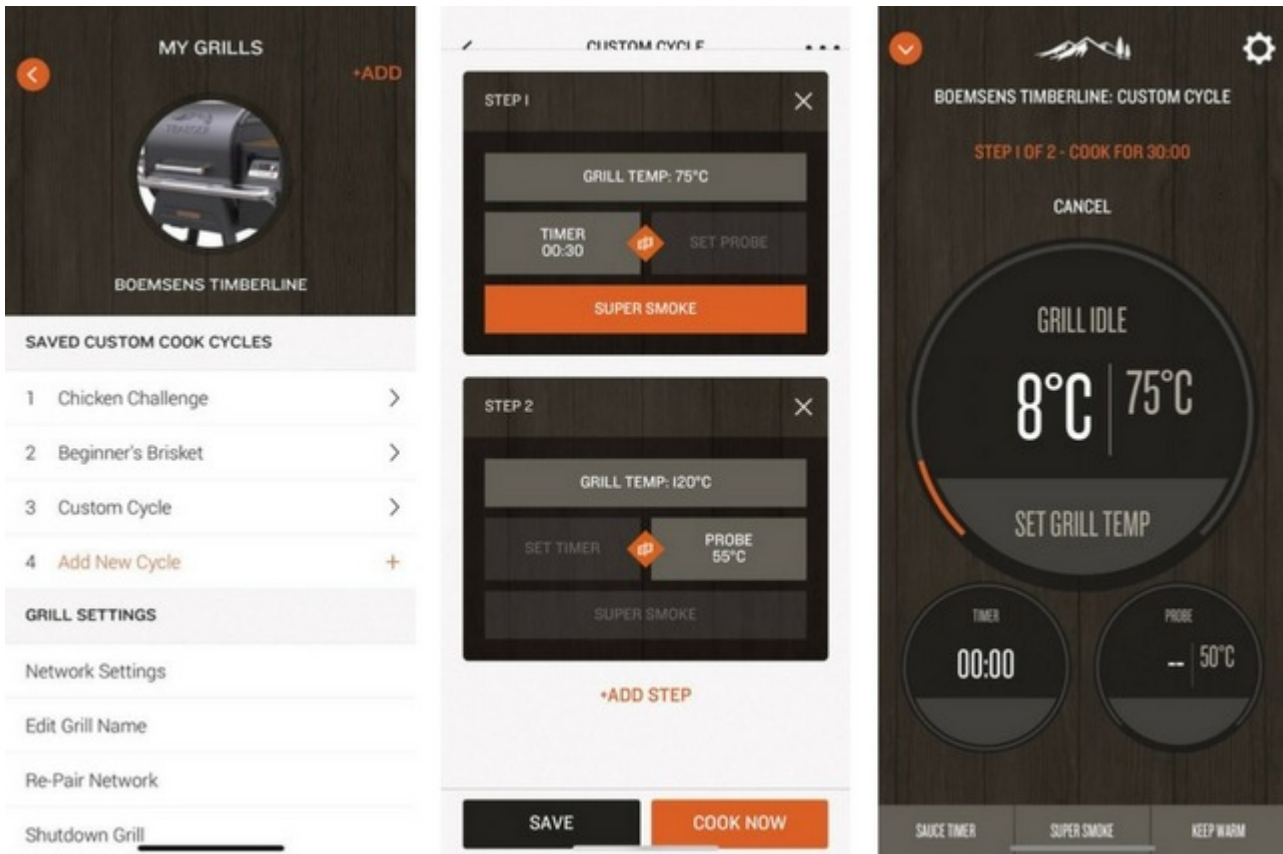 MY GRILLS
+ADD
TRAEGER
BOEMSENS TIMBERLINE
SAVED CUSTOM COOK CYCLES
1 Chicken Challenge
2 Beginner's Brisket
3 Custom Cycle
4 Add New Cycle +
GRILL SETTINGS
Network Settings
Edit Grill Name
Re-Pair Network
Shutdown Grill
CUSTOM CYCLE
STEP 1
GRILL TEMP: 75°C
TIMER
00:30
SET PROBE
SUPER SMOKE
STEP 2
GRILL TEMP: 120°C
SET TIMER
PROBE
55°C
SUPER SMOKE
+ADD STEP
SAVE
COOK NOW
BOEMSENS TIMBERLINE: CUSTOM CYCLE
STEP 1 OF 2 - COOK FOR 30:00
CANCEL
GRILL IDLE
8°C 75°C
SET GRILL TEMP
TIMER
00:00
PROBE
-- 50°C
SAUCE TIMER
SUPER SMOKE
KEEP WARM